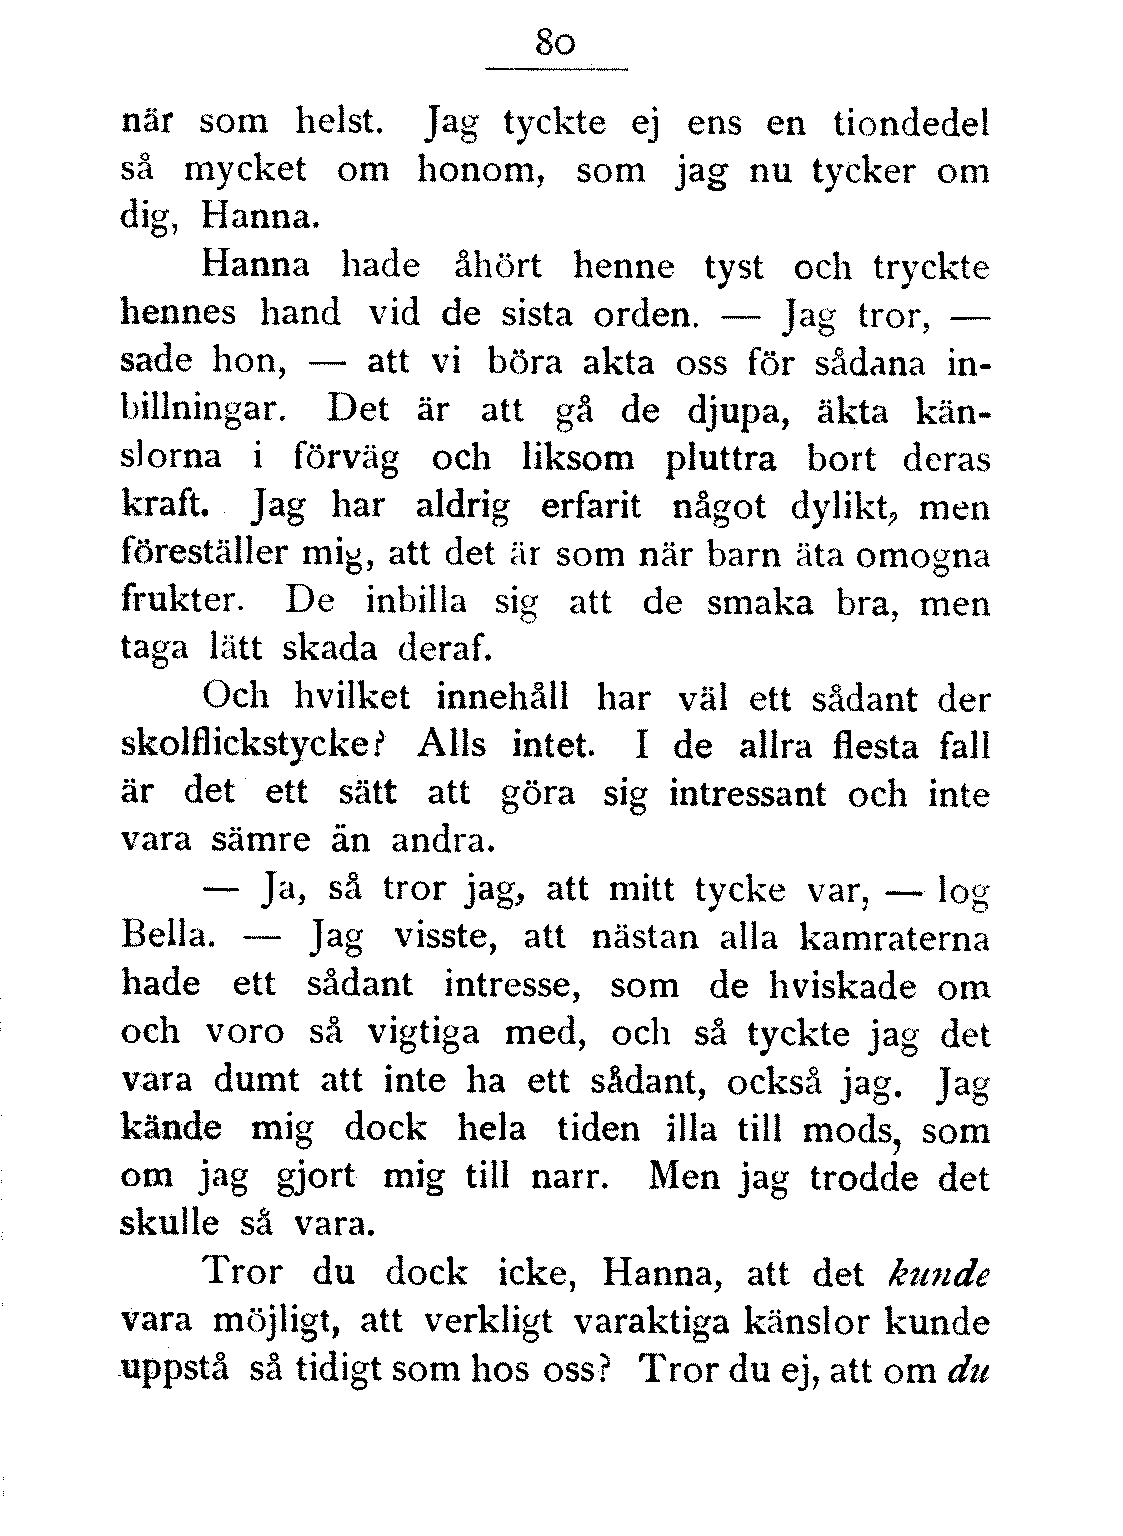 80
när som helst. Jag tyckte ej ens en tiondedel
så mycket om honom, som jag nu tycker om
dig, Hanna.
Hanna hade åhört henne tyst och tryckte
hennes hand vid de sista orden. — Jag tror, —
sade hon, — att vi böra akta oss för sådana in-
billningar. Det är att gå de djupa, äkta kän-
slorna i förväg och liksom pluttra bort deras
kraft. Jag har aldrig erfarit något dylikt, men
föreställer mig, att det är som när barn äta omogna
frukter. De inbilla sig att de smaka bra, men
taga lätt skada deraf.
Och hvilket innehåll har väl ett sådant der
skolflickstycke? Alls intet. I de allra flesta fall
är det ett sätt att göra sig intressant och inte
vara sämre än andra.
— Ja, så tror jag, att mitt tycke var, — log
Bella. — Jag visste, att nästan alla kamraterna
hade ett sådant intresse, som de hviskade om
och voro så vigtiga med, och så tyckte jag det
vara dumt att inte ha ett sådant, också jag. Jag
kände mig dock hela tiden illa till mods, som
om jag gjort mig till narr. Men jag trodde det
skulle så vara.
Tror du dock icke, Hanna, att det kunde
vara möjligt, att verkligt varaktiga känslor kunde
uppstå så tidigt som hos oss? Tror du ej, att om du